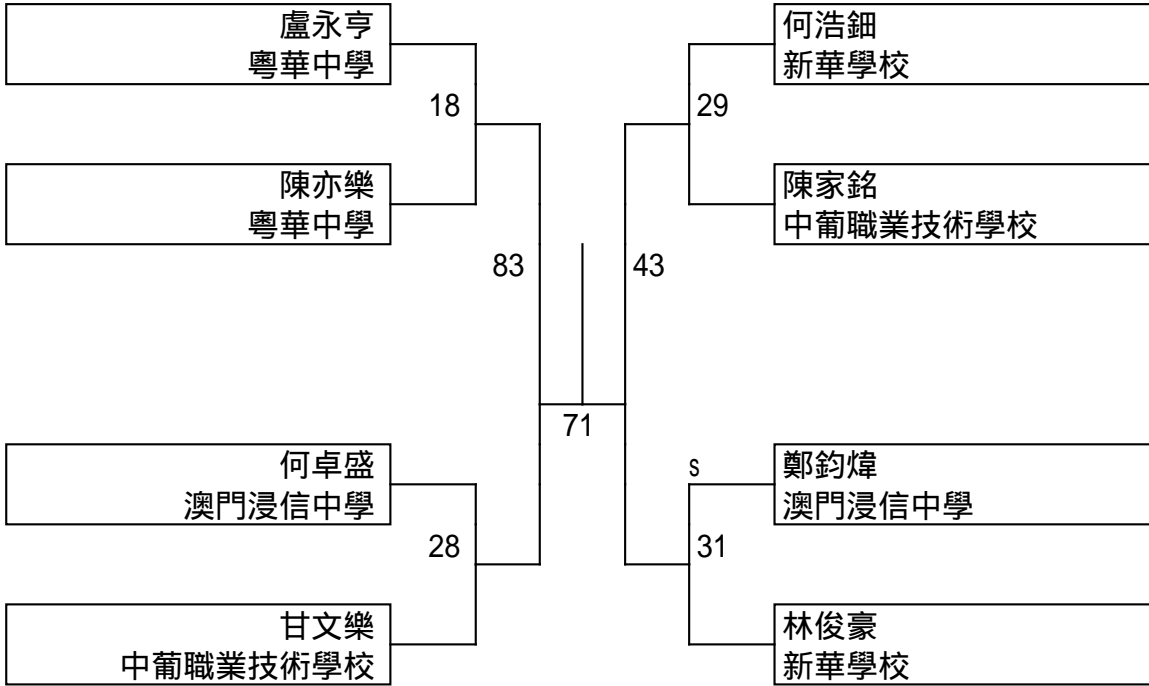 盧永亨
粵華中學
何浩鈿
新華學校
18
29
陳亦樂
粵華中學
陳家銘
中葡職業技術學校
83
43
71
何卓盛
澳門浸信中學
s
鄭鈞煒
澳門浸信中學
28
31
甘文樂
中葡職業技術學校
林俊豪
新華學校